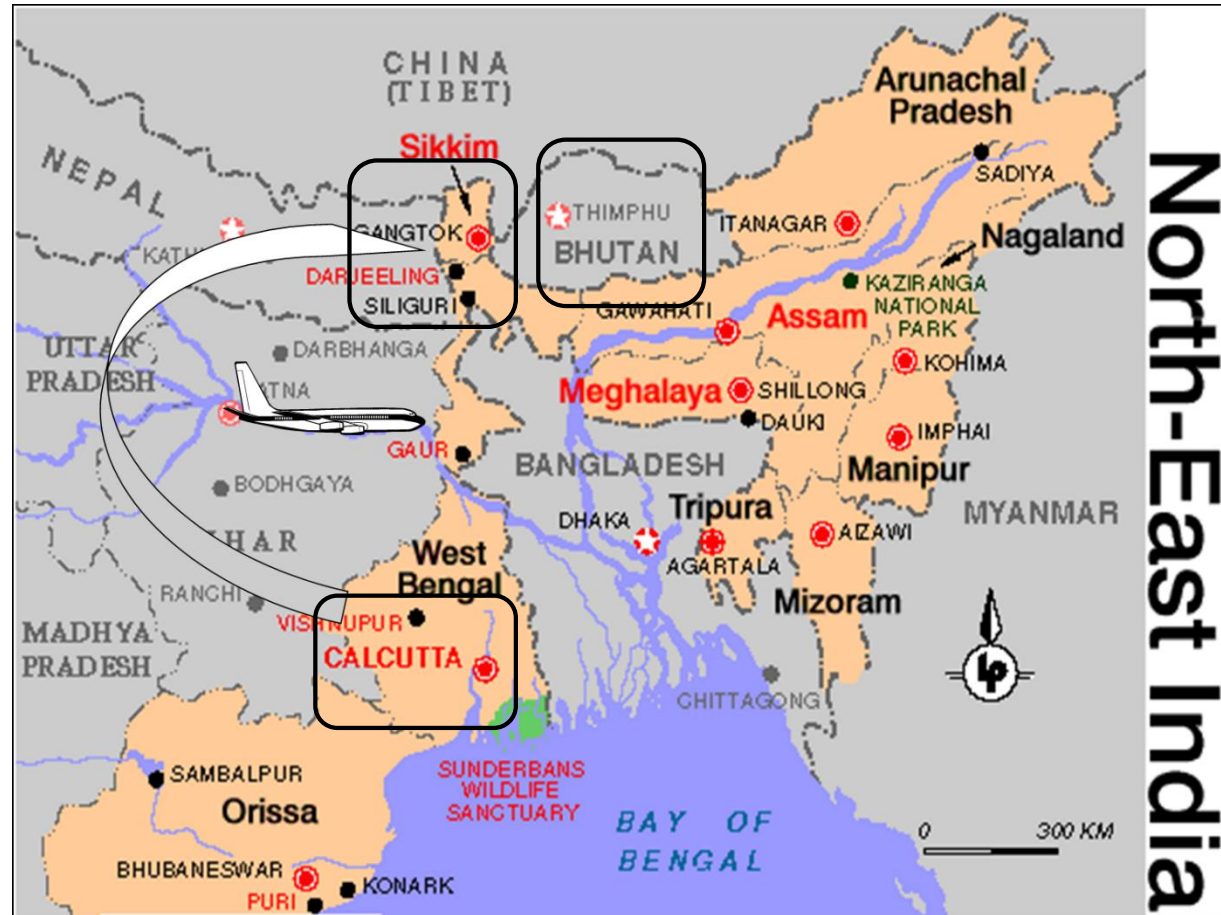 CHINA
(TIBET)
Arunachal
Pradesh
Sikkim
NEPAL
SADIYA
THIMPHU
ITANAGAR
GANGTOK
BHUTAN
Nagaland
DARJEELING
KAZIRANGA
NATIONAL
PARK
SILIGURI
GAWAHATI
Assam
UTTAR
PRADESH
DARBHANGA
KOHIMA
Meghalaya
SHILLONG
DAUKI
GAUR
IMPHAI
BANGLADESH
Manipur
BODHGAYA
Tripura
MYANMAR
DHAKA
AIZAWI
West
Bengal
AGARTALA
RANCHI
Mizoram
VISHNUPUR
MADHYA
PRADESH
CALCUTTA
CHITTAGONG
SAMBALPUR
SUNDERBANS
WILDLIFE
SANCTUARY
Orissa
BAY OF
BENGAL
0 300 KM
BHUBANESWAR
KONARK
PURI
lp
North-East India